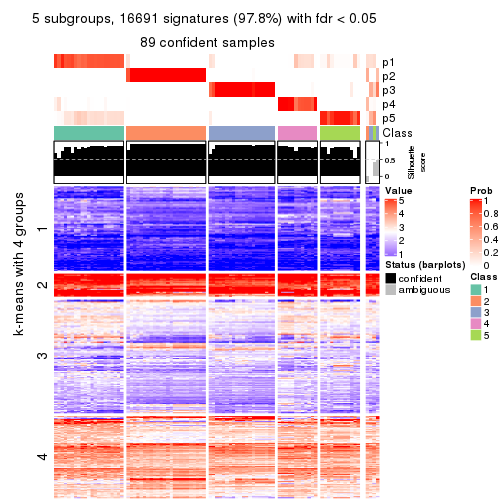 5 subgroups, 16691 signatures (97.8%) with fdr < 0.05
89 confident samples
p1
p2
p3
p4
p5
Class
1
0.5
0
Silhouette
score
k-means with 4 groups
1
2
3
4
Value
5
4
3
2
1
Prob
1
0.8
0.6
0.4
0.2
0
Status (barplots)
confident
ambiguous
Class
1
2
3
4
5